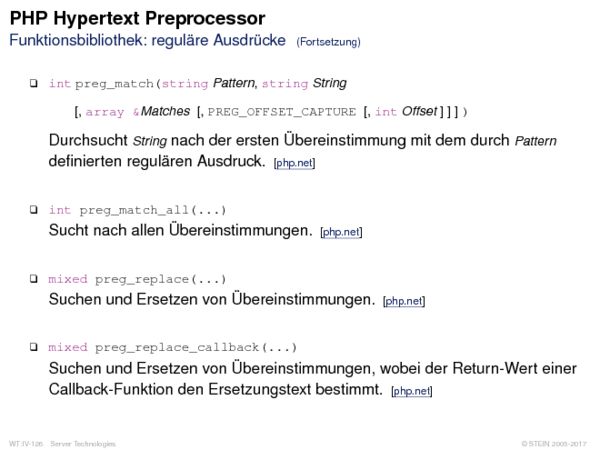 PHP Hypertext Preprocessor
Funktionsbibliothek: reguläre Ausdrücke (Fortsetzung)
❑ int preg_match(string Pattern, string String
[, array &Matches [, PREG_OFFSET_CAPTURE [, int Offset ] ] ] )
Durchsucht String nach der ersten Übereinstimmung mit dem durch Pattern
definierten regulären Ausdruck. [php.net]
❑ int preg_match_all(...)
Sucht nach allen Übereinstimmungen. [php.net]
❑ mixed preg_replace(...)
Suchen und Ersetzen von Übereinstimmungen. [php.net]
❑ mixed preg_replace_callback(...)
Suchen und Ersetzen von Übereinstimmungen, wobei der Return-Wert einer
Callback-Funktion den Ersetzungstext bestimmt. [php.net]
WT:IV-126 Server Technologies © STEIN 2005-2017